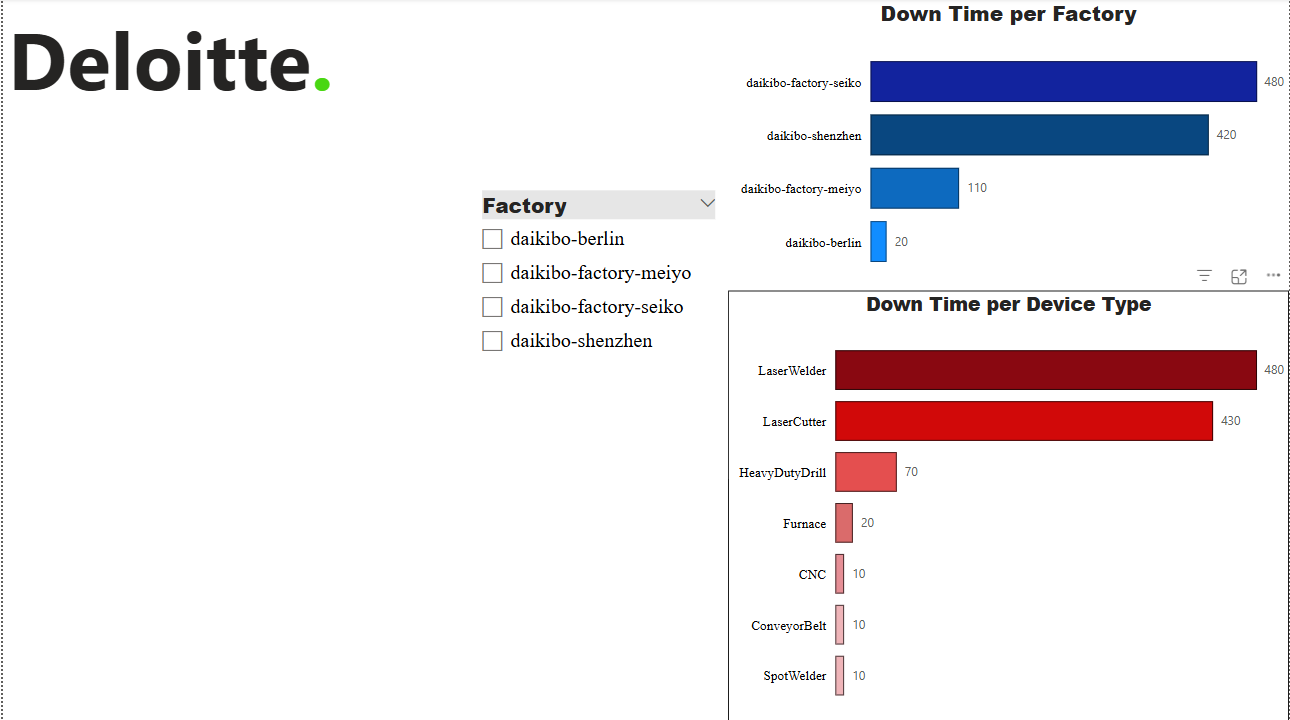 Deloitte.
Factory
daikibo-berlin
daikibo-factory-meiyo
daikibo-factory-seiko
daikibo-shenzhen
Down Time per Factory
daikibo-factory-seiko 480
daikibo-shenzhen 420
daikibo-factory-meiyo 110
daikibo-berlin 20
Down Time per Device Type
LaserWelder 480
LaserCutter 430
HeavyDutyDrill 70
Furnace 20
CNC 10
ConveyorBelt 10
SpotWelder 10